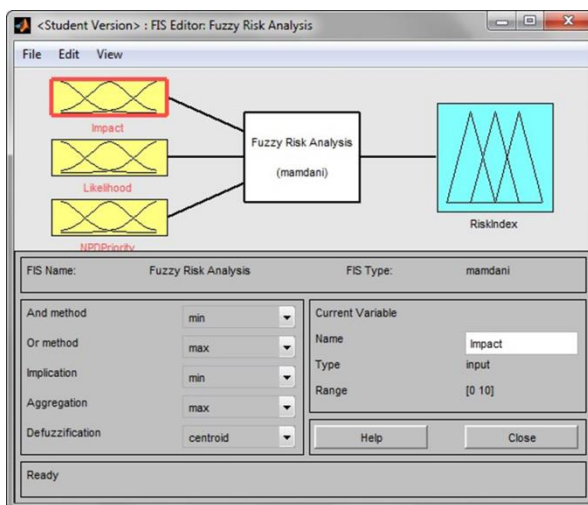 <Student Version> : FIS Editor: Fuzzy Risk Analysis
File Edit View
Impact
Likelihood
NPDPriority
Fuzzy Risk Analysis
(mamdani)
RiskIndex
FIS Name: Fuzzy Risk Analysis FIS Type: mamdani
And method min
Or method max
Implication min
Aggregation max
Defuzzification centroid
Current Variable
Name Impact
Type input
Range [0 10]
Help Close
Ready